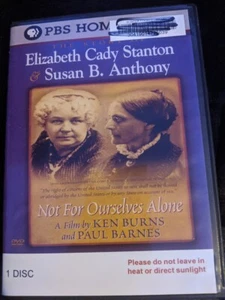 PBS HOM
Elizabeth Cady Stanton
& Susan B. Anthony
Not For Ourselves Alone
A Film by KEN BURNS
and PAUL BARNES
DVD
1 DISC
Please do not leave in
heat or direct sunlight